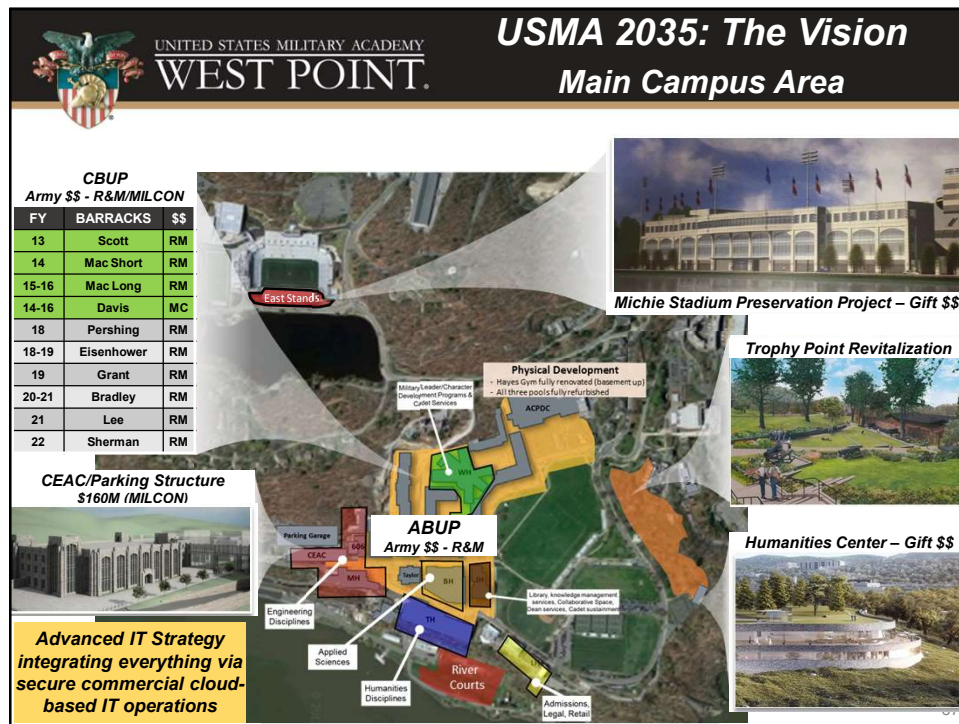 UNITED STATES MILITARY ACADEMY
WEST POINT.
USMA 2035: The Vision
Main Campus Area
CBUP
Army $$ - R&M/MILCON
FY BARRACKS $$
13 Scott RM
14 Mac Short RM
15-16 Mac Long RM
14-16 Davis MC
18 Pershing RM
18-19 Eisenhower RM
19 Grant RM
20-21 Bradley RM
21 Lee RM
22 Sherman RM
East Stands
Michie Stadium Preservation Project – Gift $$
Trophy Point Revitalization
Physical Development
- Hayes Gym fully renovated (basement up)
- All three pools fully refurbished
Military Leader/Character
Development Programs &
Cadet Services
ACPDC
WH
CEAC/Parking Structure
$160M (MILCON)
Parking Garage
CEAC
606
MH
ABUP
Army $$ - R&M
Taylor
BH
Library, knowledge management
services, Collaborative Space,
Dean services, Cadet sustainment
Engineering
Disciplines
TH
Applied
Sciences
Humanities
Disciplines
River
Courts
Admissions,
Legal, Retail
Humanities Center – Gift $$
Advanced IT Strategy
integrating everything via
secure commercial cloud-
based IT operations